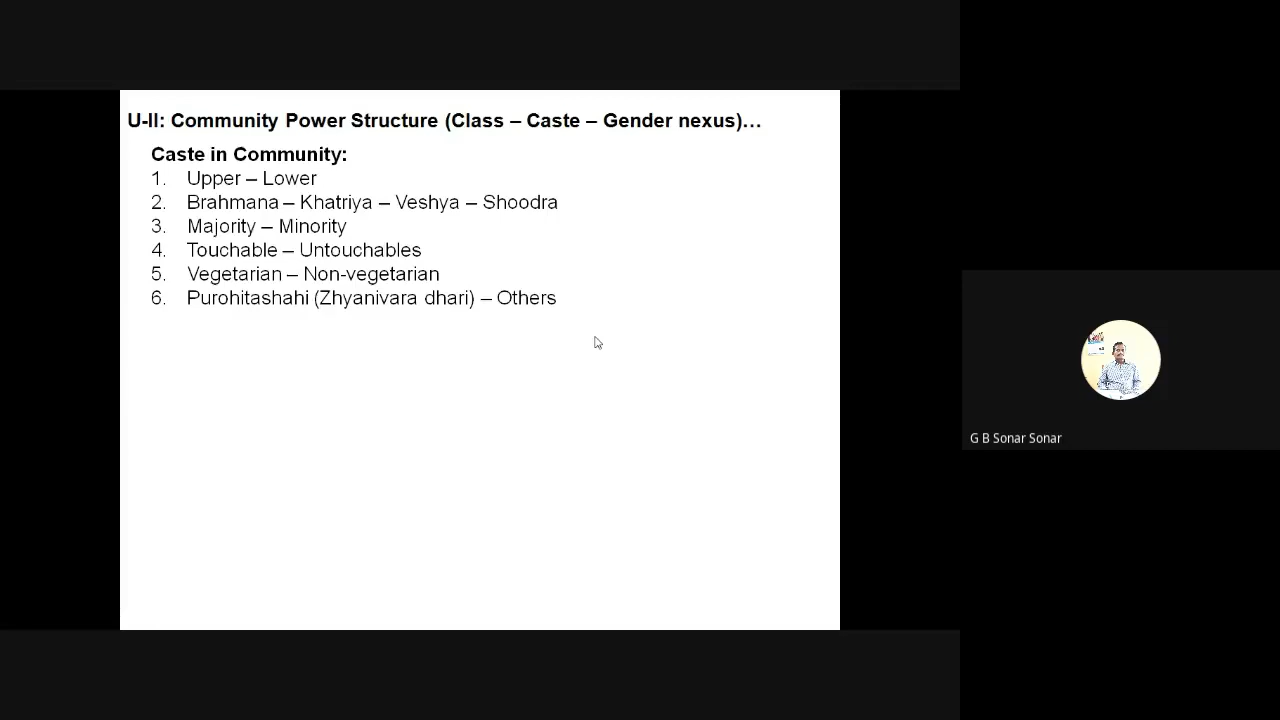 U-II: Community Power Structure (Class – Caste – Gender nexus)…
Caste in Community:
1. Upper – Lower
2. Brahmana – Khatriya – Veshya – Shoodra
3. Majority – Minority
4. Touchable – Untouchables
5. Vegetarian – Non-vegetarian
6. Purohitashahi (Zhyanivara dhari) – Others
G B Sonar Sonar